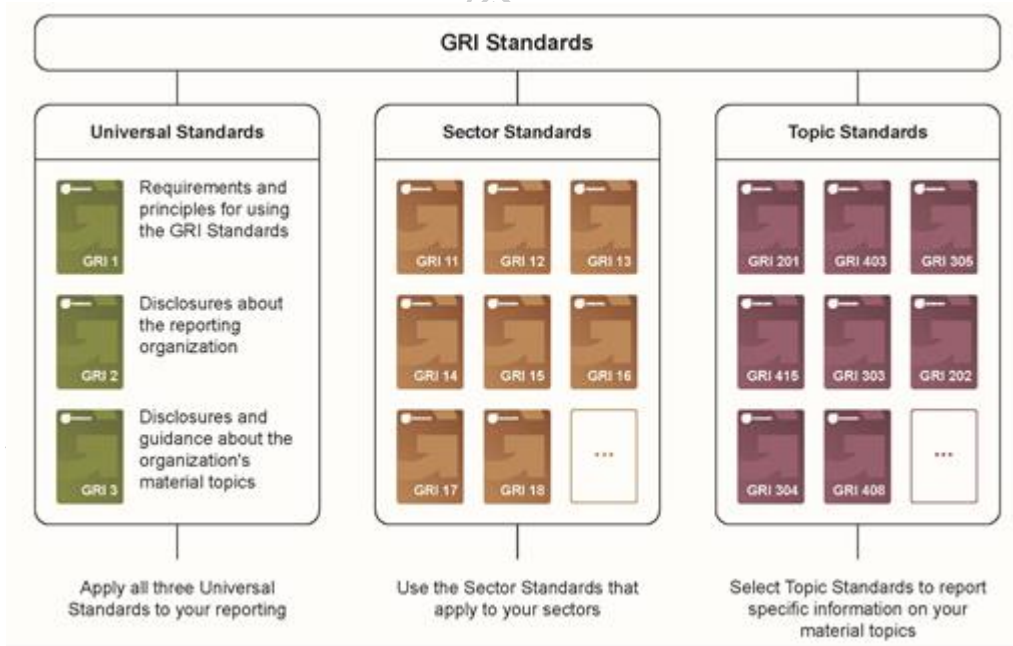 GRI Standards
Universal Standards
GRI 1
Requirements and
principles for using
the GRI Standards
GRI 2
Disclosures about
the reporting
organization
GRI 3
Disclosures and
guidance about the
organization's
material topics
Apply all three Universal
Standards to your reporting
Sector Standards
GRI 11
GRI 12
GRI 13
GRI 14
GRI 15
GRI 16
GRI 17
GRI 18
...
Use the Sector Standards that
apply to your sectors
Topic Standards
GRI 201
GRI 403
GRI 305
GRI 415
GRI 303
GRI 202
GRI 304
GRI 408
...
Select Topic Standards to report
specific information on your
material topics